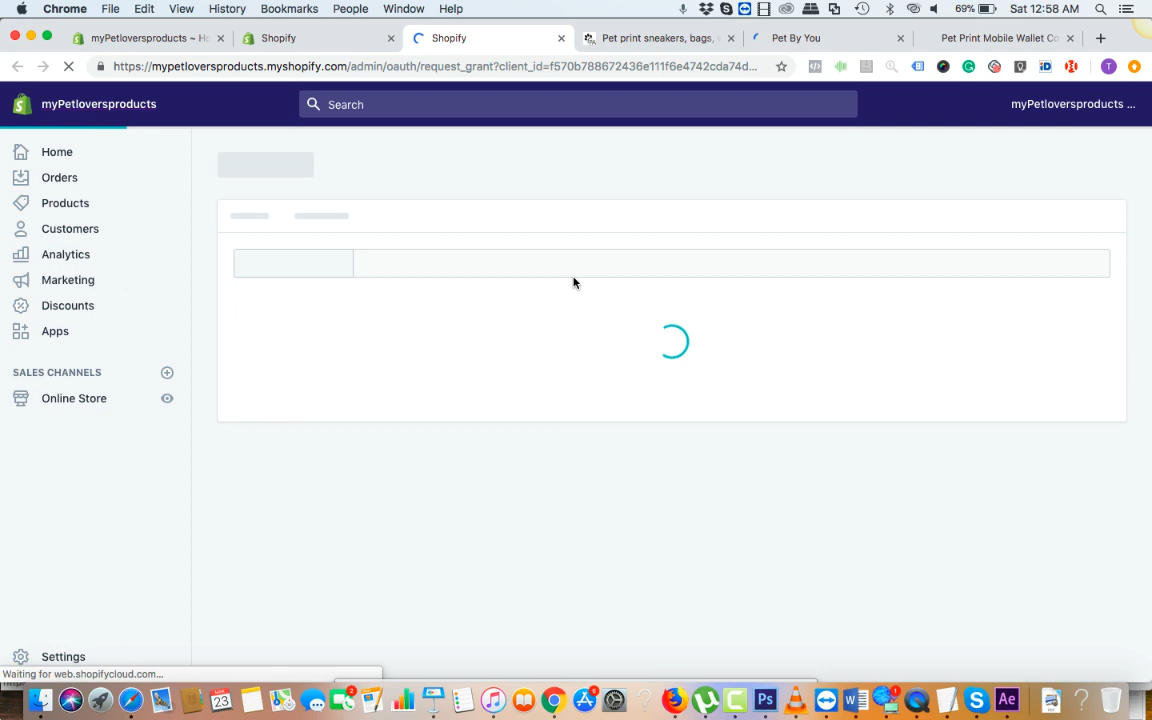 Chrome File Edit View History Bookmarks People Window Help 69% Sat 12:58 AM
myPetloversproducts ~ Ho
Shopify
Shopify
Pet print sneakers, bags,
Pet By You
Pet Print Mobile Wallet Co
https://mypetloversproducts.myshopify.com/admin/oauth/request_grant?client_id=f570b788672436e111f6e4742cda74d...
myPetloversproducts
Search
myPetloversproducts ...
Home
Orders
Products
Customers
Analytics
Marketing
Discounts
Apps
SALES CHANNELS
Online Store
Settings
Waiting for web.shopifycloud.com...